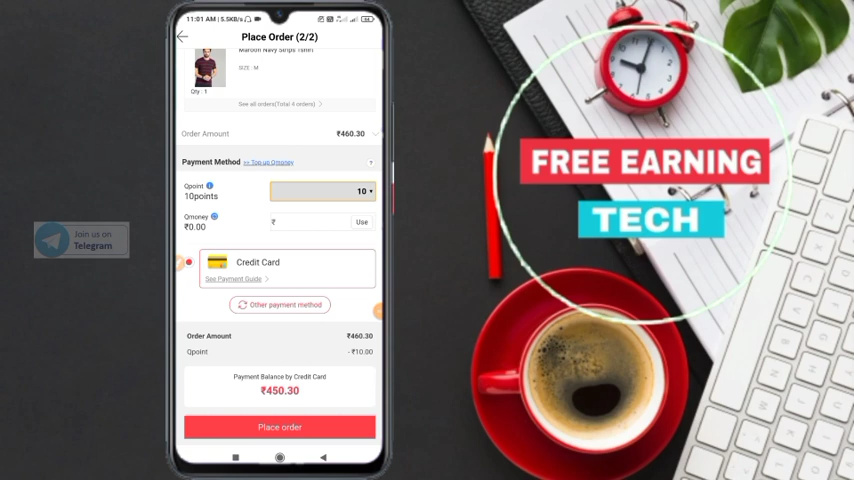 11:01 AM | 5.5KB/s
Place Order (2/2)
Maroon Navy Stripe Tshirt
SIZE : M
Qty : 1
See all orders(Total 4 orders) >
Order Amount ₹460.30
Payment Method >> Top up Qmoney ?
Qpoint
10points
10
Qmoney
₹0.00
₹
Use
Credit Card
See Payment Guide >
Other payment method
Order Amount ₹460.30
Qpoint - ₹10.00
Payment Balance by Credit Card
₹450.30
Place order
Join us on
Telegram
FREE EARNING
TECH